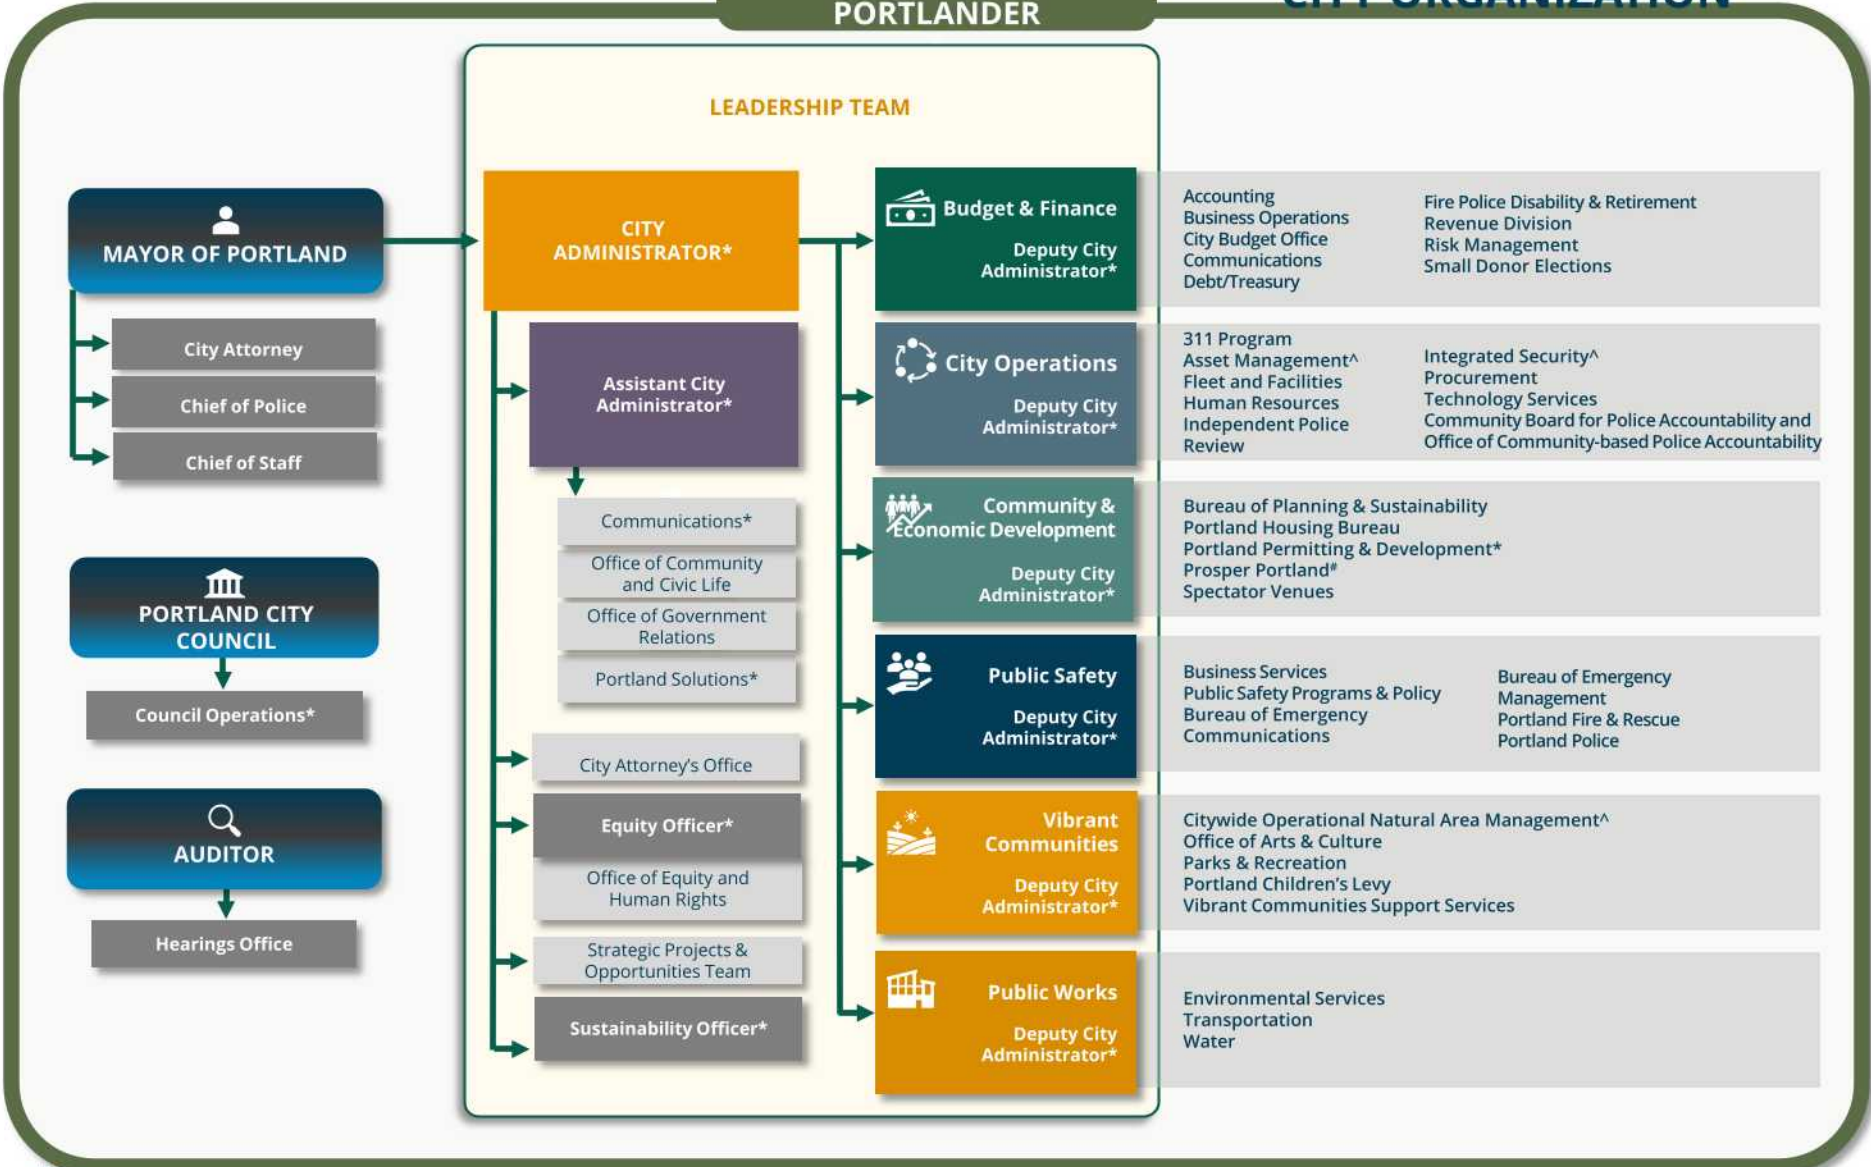 PORTLANDER
CITY ORGANIZATION
LEADERSHIP TEAM
MAYOR OF PORTLAND
City Attorney
Chief of Police
Chief of Staff
PORTLAND CITY
COUNCIL
Council Operations*
AUDITOR
Hearings Office
CITY
ADMINISTRATOR*
Assistant City
Administrator*
Communications*
Office of Community
and Civic Life
Office of Government
Relations
Portland Solutions*
City Attorney's Office
Equity Officer*
Office of Equity and
Human Rights
Strategic Projects &
Opportunities Team
Sustainability Officer*
Budget & Finance
Deputy City
Administrator*
Accounting
Business Operations
City Budget Office
Communications
Debt/Treasury
Fire Police Disability & Retirement
Revenue Division
Risk Management
Small Donor Elections
City Operations
Deputy City
Administrator*
311 Program
Asset Management^
Fleet and Facilities
Human Resources
Independent Police
Review
Integrated Security^
Procurement
Technology Services
Community Board for Police Accountability and
Office of Community-based Police Accountability
Community &
Economic Development
Deputy City
Administrator*
Bureau of Planning & Sustainability
Portland Housing Bureau
Portland Permitting & Development*
Prosper Portland#
Spectator Venues
Public Safety
Deputy City
Administrator*
Business Services
Public Safety Programs & Policy
Bureau of Emergency
Communications
Bureau of Emergency
Management
Portland Fire & Rescue
Portland Police
Vibrant
Communities
Deputy City
Administrator*
Citywide Operational Natural Area Management^
Office of Arts & Culture
Parks & Recreation
Portland Children's Levy
Vibrant Communities Support Services
Public Works
Deputy City
Administrator*
Environmental Services
Transportation
Water